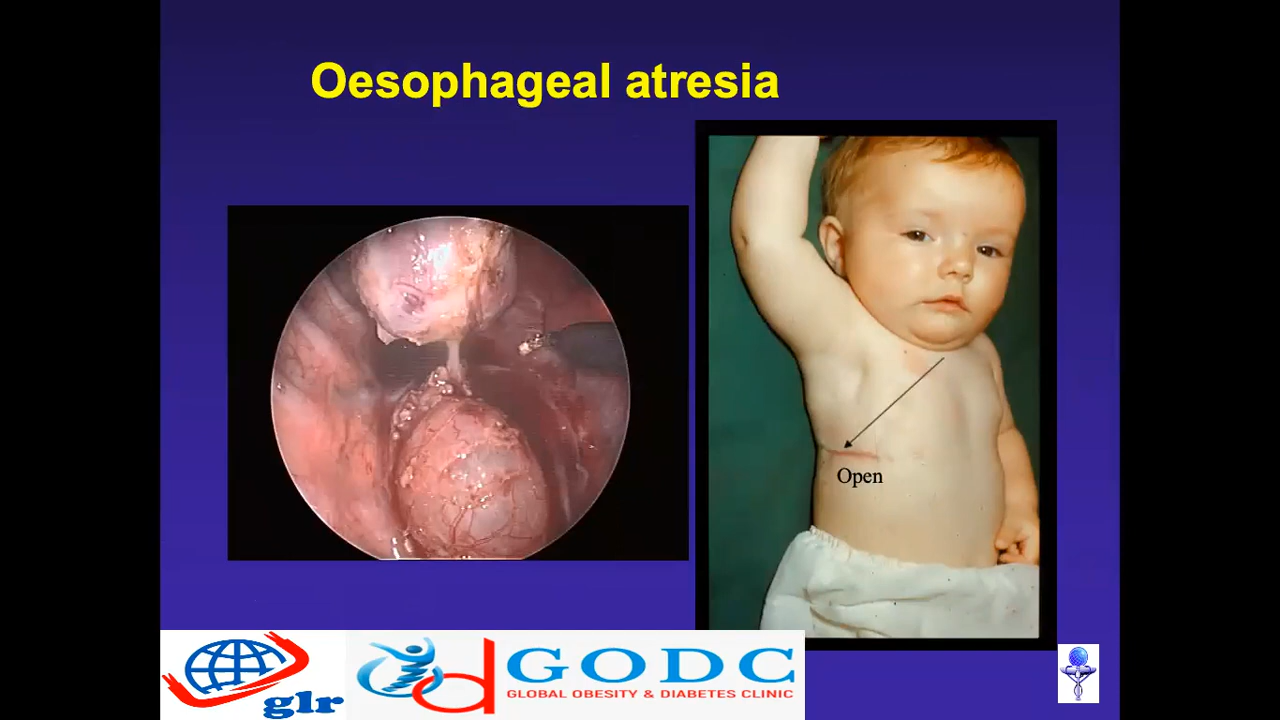 Oesophageal atresia
Open
glr
GODC
GLOBAL OBESITY & DIABETES CLINIC